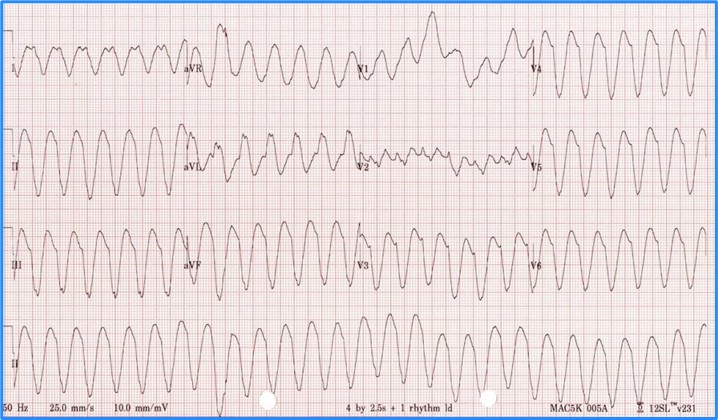 I aVR V1 V4
II aVL V2 V5
III aVF V3 V6
II
50 Hz 25.0 mm/s 10.0 mm/mV 4 by 2.5s + 1 rhythm ld MAC5K 005A 12SL™ v231